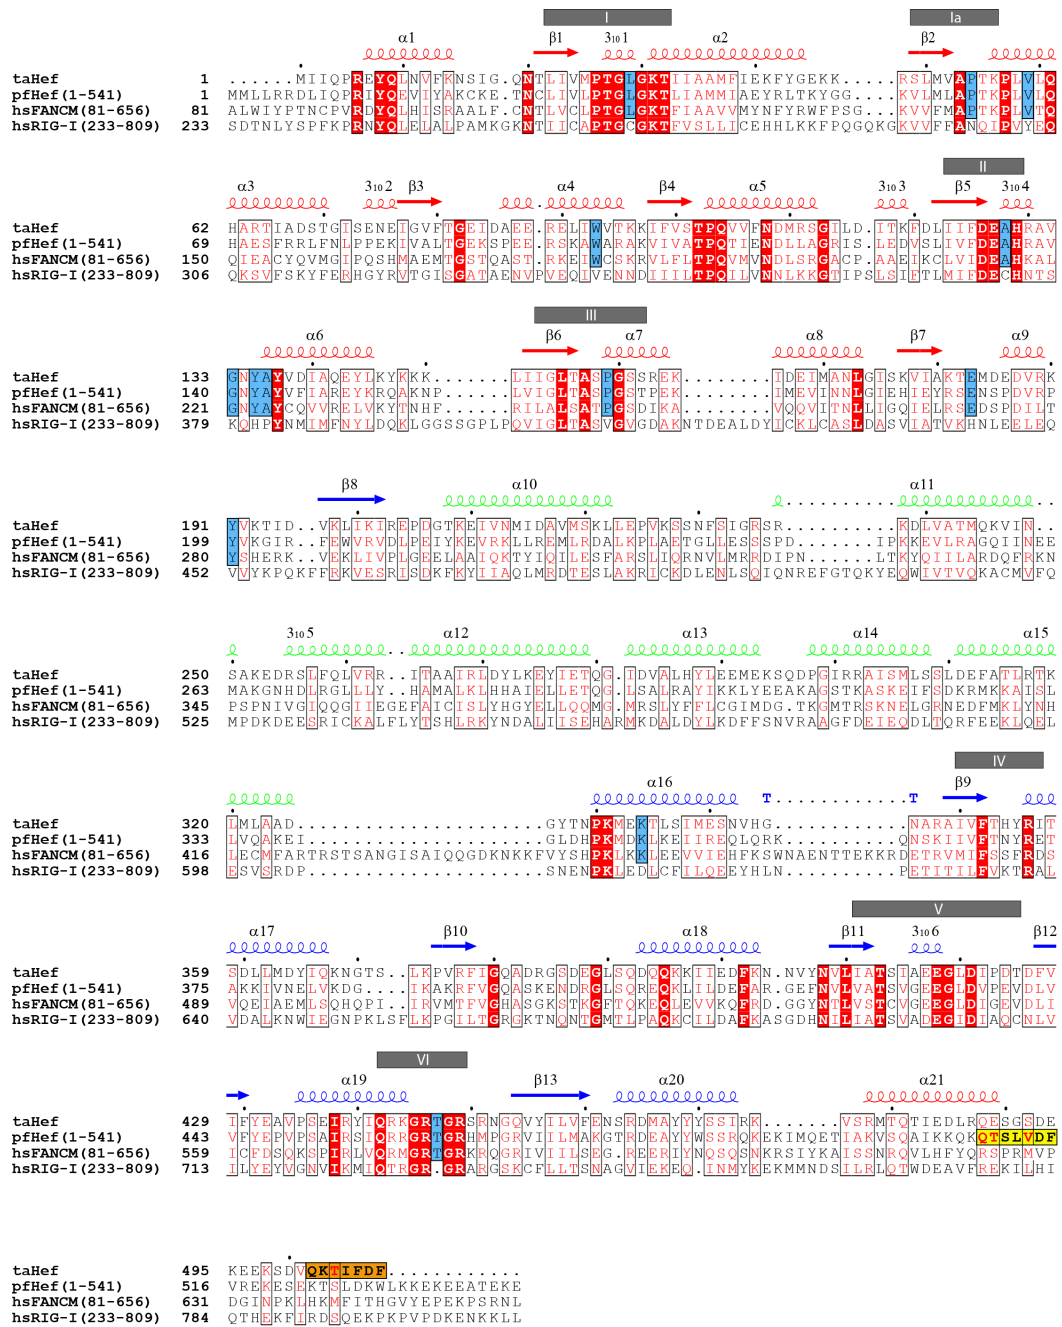 I Ia
α1 β1 3₁₀1 α2 β2
taHef 1 ......MIIQPREYQLNVFKNSIG.QNTLIVMPTGLGKTIIAAMFIEKFYGEKK.....RSLMVAPTKPLVLQ
pfHef(1-541) 1 MMLLRRDLIQPRIYQEVIYAKCKE.TNCLIVLPTGLGKTLIAMMIAEYRLTKYGG....KVLMLAPTKPLVLQ
hsFANCM(81-656) 81 ALWIYPTNCPVRDYQLHISRAALF.CNTLVCLPTGLGKTFIAAVVMYNFYRWFPSG...KVVFMAPTKPLVTQ
hsRIG-I(233-809) 233 SDTNLYSPFKPRNYQLELALPAMKGKNTIICAPTGCGKTFVSLLICEHHLKKFPQGQKGKVVFFANQIPVYEQ
II
α3 3₁₀2 β3 α4 β4 α5 3₁₀3 β5 3₁₀4
taHef 62 HARTIADSTGISENEIGVFTGEIDAEE.RELIWVTKKIFVSTPQVVFNDMRSGILD.ITKFDLIIFDEAHRAV
pfHef(1-541) 69 HAESFRRLFNLPPEKIVALTGEKSPEE.RSKAWARAKVIVATPQTIENDLLAGRIS.LEDVSLIVFDEAHRAV
hsFANCM(81-656) 150 QIEACYQVMGIPQSHMAEMTGSTQAST.RKEIWCSKRVLFLTPQVMVNDLSRGACP.AAEIKCLVIDEAHKAL
hsRIG-I(233-809) 306 QKSVFSKYFERHGYRVTGISGATAENVPVEQIVENNDIIILTPQILVNNLKKGTIPSLSIFTLMIFDECHNTS
III
α6 β6 α7 α8 β7 α9
taHef 133 GNYAYVDIAQEYLKYKKK.......LIIGLTASPGSSREK.........IDEIMANLGISKVIAKTEMDEDVRK
pfHef(1-541) 140 GNYAYVFIAREYKRQAKNP......LVIGLTASPGSTPEK.........IMEVINNLGIEHIEYRSENSPDVRP
hsFANCM(81-656) 221 GNYAYCQVVRELVKYTNHF......RILALSATPGSDIKA.........VQQVITNLLIGQIELRSEDSPDILT
hsRIG-I(233-809) 379 KQHPYNMIMFNYLDQKLGGSSGPLPQVIGLTASVGVGDAKNTDEALDYICKLCASLDASVIATVKHNLEELEQ
β8 α10 α11
taHef 191 YVKTID..VKLIKIREPDGTKEIVNMIDAVMSKLLEPVKSSNFSIGRSR..........KDLVATMQKVIN..
pfHef(1-541) 199 YVKGIR..FEWVRVDLPEIYKEVRKLLREMLRDALKPLAETGLLESSSPD.....IPKKEVLRAGQIINEE
hsFANCM(81-656) 280 YSHERK..VEKLIVPLGEELAAIQKTYIQILESFARSLIQRNVLMRRDIPN.....LTKYQIILARDQFRKN
hsRIG-I(233-809) 452 VVYKPQKFFRKVESRISDKFKYIIAQLMRDTESLAKRICKDLENLSQIQNREFGTQKYEQWIVTVQKACMVFQ
3₁₀5 α12 α13 α14 α15
taHef 250 SAKEDRSLFQLVRR..ITAAIRLDYLKEYIETQG.IDVALHYLEEMKESQDPGIRRAISMLSSLDEFATLRTK
pfHef(1-541) 263 MAKGNHDLRGLLLY.HAMALKLHHAIELLETQG.LSALRAYIKKLYEEAKAGSTKASKEIFSDKRMKKAISL
hsFANCM(81-656) 345 PSPNIVGIQQGIIEGEFAICISLYHGYELLQQMG.MRSLYFFLCGIMDG.TKGMTRSKNELGRNEDFMKLYNH
hsRIG-I(233-809) 525 MPDKDEESRICKALFLYTSHLRKYNDALIISEHARMKDALDYLKDFFSNVRAAGFDEIEQDLTQRFEEKLQEL
IV
α16 T T β9
taHef 320 LMLAAD......................GYTNPKMEKTLSIMESNVHG............NARKAIVFTHYRIT
pfHef(1-541) 333 LVQAKEI.....................GLDHPKMDKLKEIIREQLQRK...........QNSKIIVFTNYRET
hsFANCM(81-656) 416 LECMFARTRSTSANGISAIQQGDKNKKFVYSHPKLKKLEEVVIEHFKSWNAENTTEKKRDETRVMIFSSFRDS
hsRIG-I(233-809) 598 ESVSRDP.....................SNENPKLEDLCFILQEEYHLN..........PETITILFVKTRAL
V
α17 β10 α18 β11 3₁₀6 β12
taHef 359 SDLLMDYIQKNGTS..LKPVRFIGQADRGSDEGLSQDQQKKIIEDFKN.NVYNVLIATSIAEEGLDIPDTDFV
pfHef(1-541) 375 AKKIVNELVKDG....IKAKRFVGQASKENDRGLSQREQKLILDEFAR.GEFNVLVATSVGEEGLDVPEVDLV
hsFANCM(81-656) 489 VQEIAEMLSQHQPI..IRVMTFVGHASGKSTKGFTQKEQLEVVKQFRD.GGYNTLVSTCVGEEGLDIGEVDLI
hsRIG-I(233-809) 640 VDALKNWIEGNPKLSFLKPGILTGRGKTNQNTGMTLPAQKCILDAFKASGDHNILIATSVADEGIDIAQCNLV
VI
α19 β13 α20 α21
taHef 429 IFYEAVPSAIRYIQRKGRTGRSRNGQVYILVFENSRDMAYYYSSIR.........VSRMTQTIEDLRQESGSDE
pfHef(1-541) 443 VFYEPVPSAIRSIQRRGRTGRHMPGRVIILMAKGTRDEAYYWSSRQKEKIMQETIAKVSQAIKKQKQTSLVDF
hsFANCM(81-656) 559 ICFDSQKSPIRLVQRMGRTGRKRQGRIVIILSEG.REERIYNQSQSNKRSIYKAISSNRQVLHFYQRSPRMVP
hsRIG-I(233-809) 713 ILYEYVGNVIKMIQTRGR.GRARGSKCFLLTSNAGVIEKEQ.INMYKEKMMNDSILRLQTWDEAVFREKILHI
taHef 495 KEEKSDVQKTIFDF............
pfHef(1-541) 516 VREKESEKTSLDKWLKKEKEEATEKE
hsFANCM(81-656) 631 DGINPKLHKMFITHGVYEPEKPSRNL
hsRIG-I(233-809) 784 QTHEKFIRDSQEKPKPVPDKENKKLL